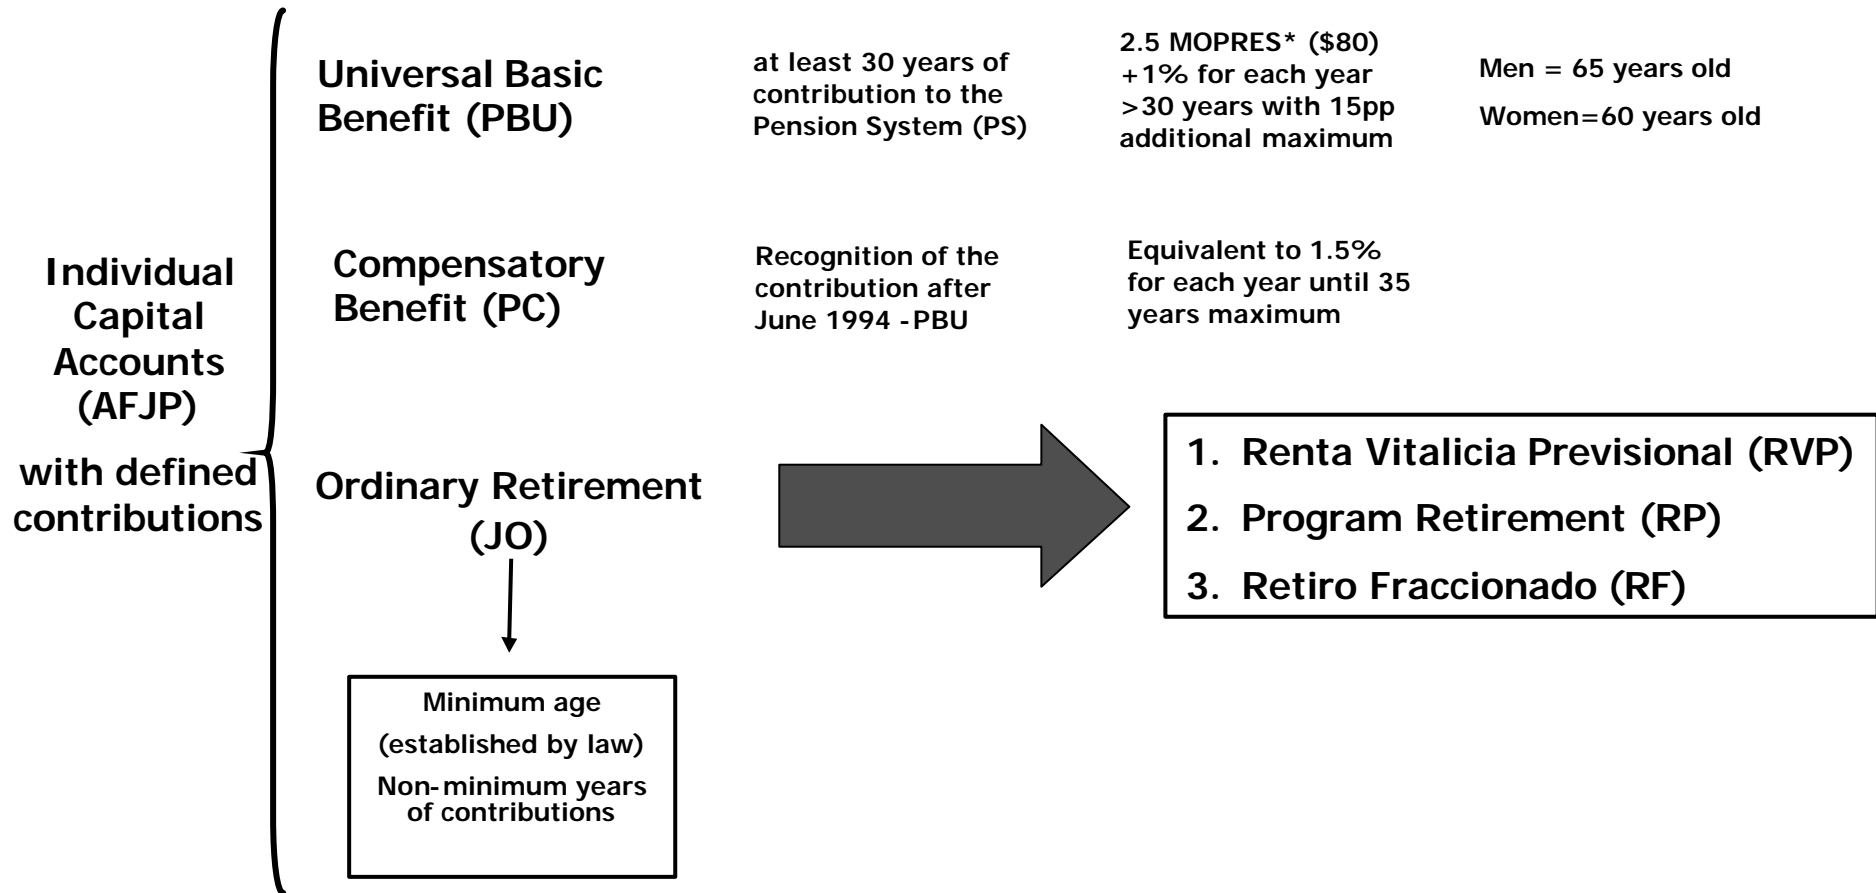 Individual
Capital
Accounts
(AFJP)
with defined
contributions
Universal Basic
Benefit (PBU)
at least 30 years of
contribution to the
Pension System (PS)
2.5 MOPRES* ($80)
+1% for each year
>30 years with 15pp
additional maximum
Men = 65 years old
Women=60 years old
Compensatory
Benefit (PC)
Recognition of the
contribution after
June 1994 -PBU
Equivalent to 1.5%
for each year until 35
years maximum
Ordinary Retirement
(JO)
1. Renta Vitalicia Previsional (RVP)
2. Program Retirement (RP)
3. Retiro Fraccionado (RF)
Minimum age
(established by law)
Non-minimum years
of contributions